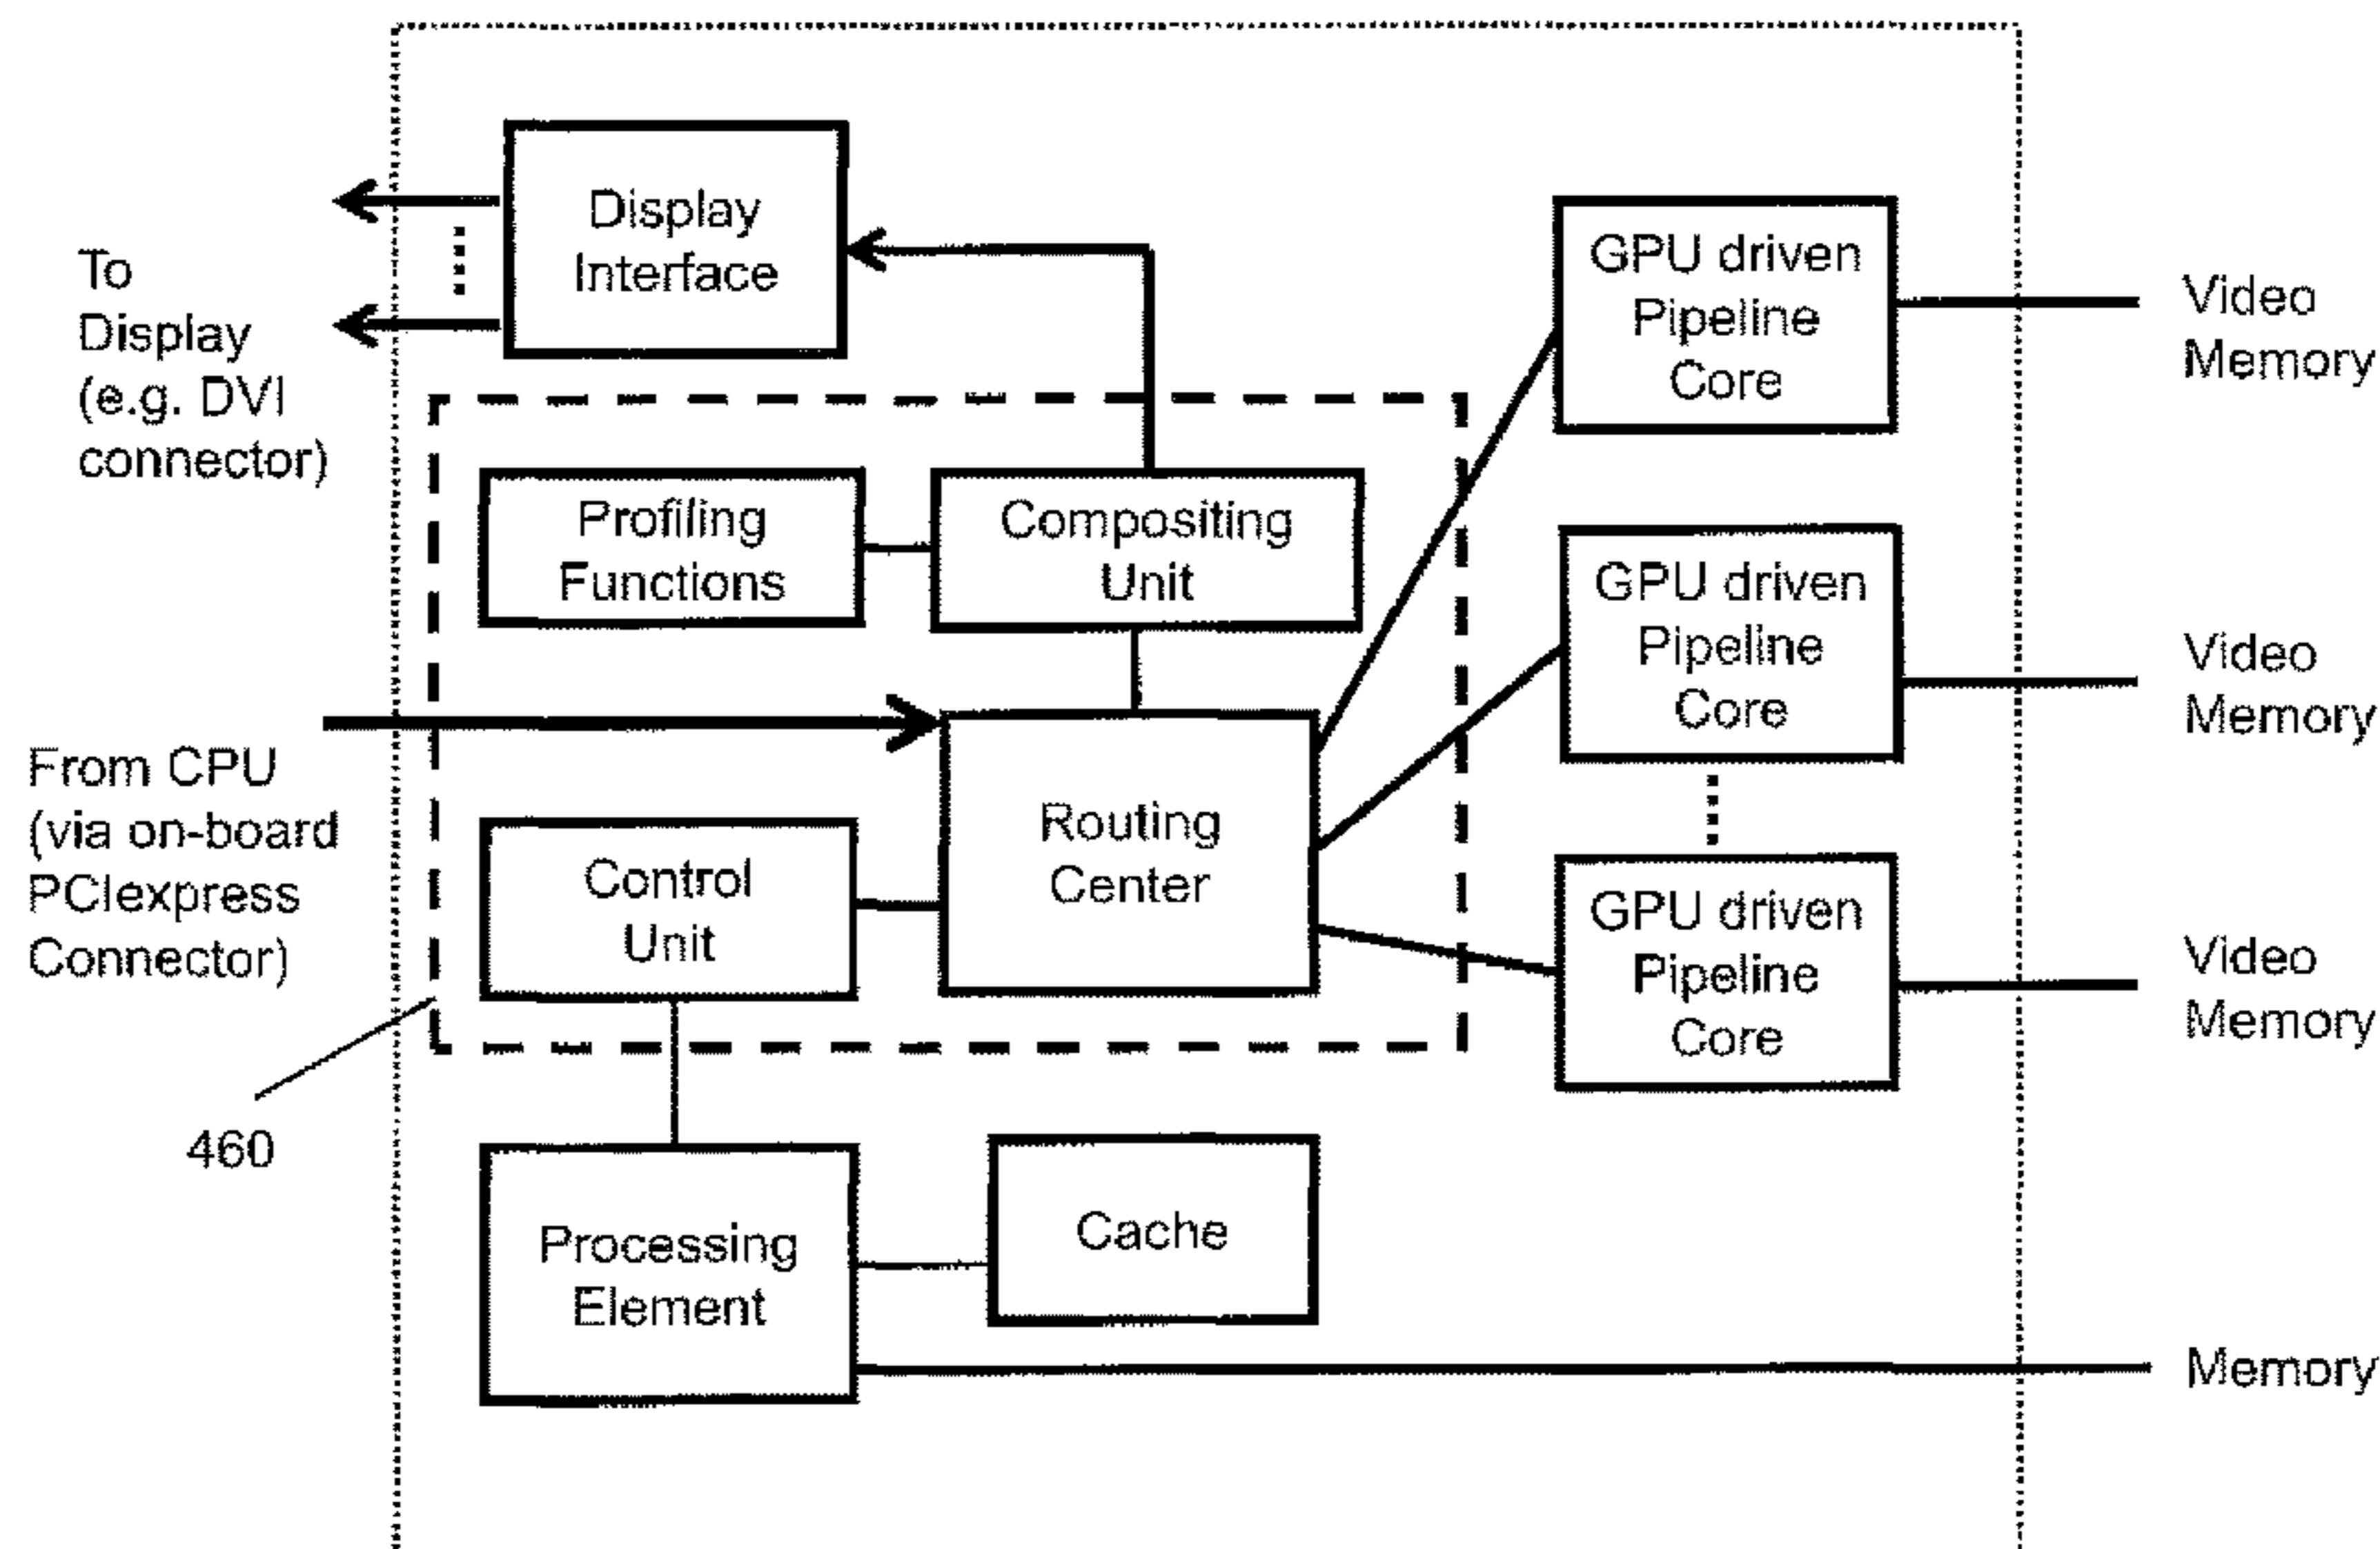 Display
Interface
To
Display
(e.g. DVI
connector)
GPU driven
Pipeline
Core
Video
Memory
Profiling
Functions
Compositing
Unit
GPU driven
Pipeline
Core
Video
Memory
From CPU
(via on-board
PCIexpress
Connector)
Control
Unit
Routing
Center
GPU driven
Pipeline
Core
Video
Memory
460
Processing
Element
Cache
Memory